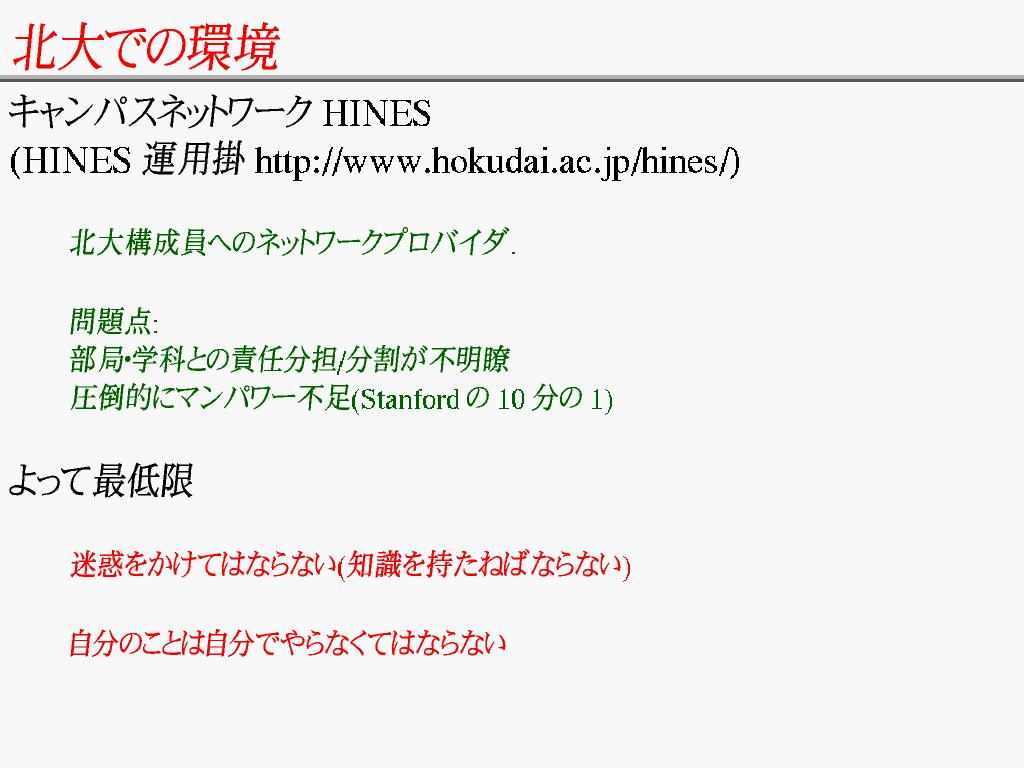 北大での環境
キャンパスネットワーク HINES
(HINES 運用掛 http://www.hokudai.ac.jp/hines/)
北大構成員へのネットワークプロバイダ.
問題点:
部局・学科との責任分担/分割が不明瞭
圧倒的にマンパワー不足(Stanford の 10 分の 1)
よって最低限
迷惑をかけてはならない(知識を持たねばならない)
自分のことは自分でやらなくてはならない